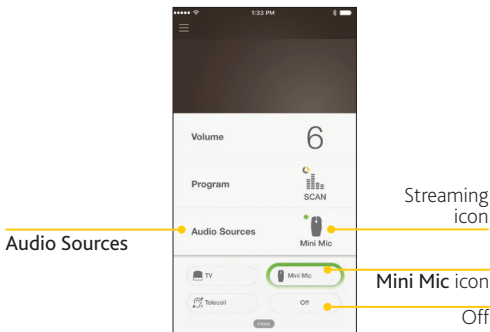 1:33 PM
Volume
6
Program
SCAN
Streaming
icon
Audio Sources
Audio Sources
Mini Mic
TV
Mini Mic
Mini Mic icon
Telecoil
Off
Off
more